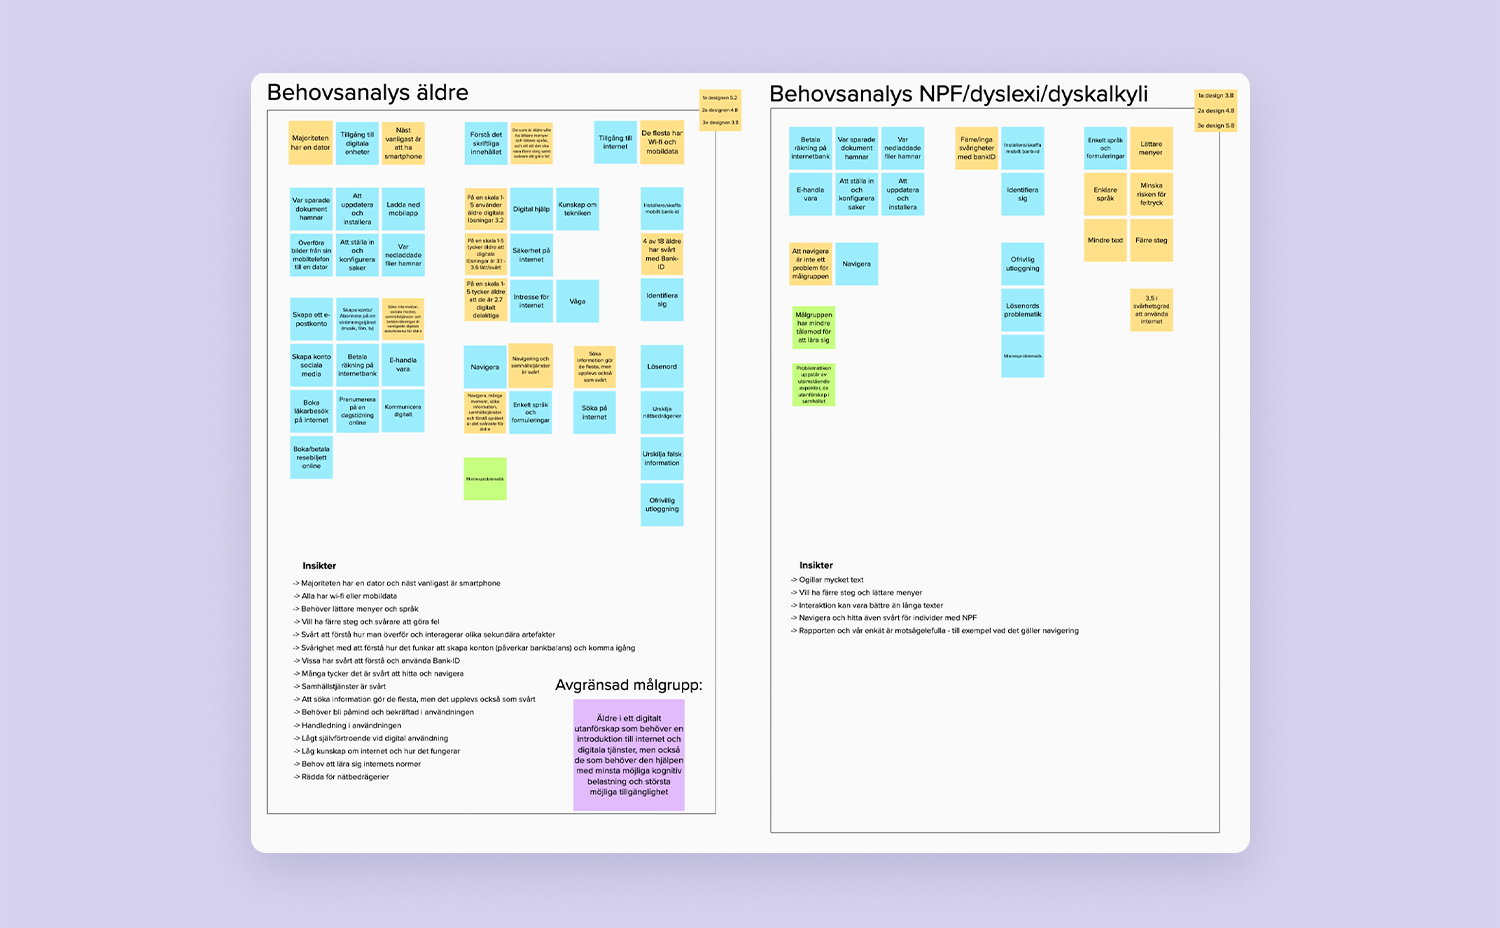 Behovsanalys äldre
1a designen 5.2
2a designen 4.8
3e designen 3.9
Majoriteten
har en dator
Tillgång till
digitala
enheter
Näst
vanligast är
att ha
smartphone
Förstå det
skriftliga
innehållet
Tillgång till
internet
De flesta har
Wi-fi och
mobildata
Var sparade
dokument
hamnar
Att
uppdatera
och
installera
Ladda ned
mobilapp
Överföra
bilder från sin
mobiltelefon
till en dator
Att ställa in
och
konfigurera
saker
Var
nedladdade
filer hamnar
På en skala 1-
5 använder
äldre digitala
lösningar 3.2
Digital hjälp
Kunskap om
tekniken
På en skala 1-5
tycker äldre att
digitala
lösningar är 3.1 -
3.6 lätt/svårt
Säkerhet på
internet
På en skala 1-
5 tycker äldre
att de är 2.7
digitalt
delaktiga
Intresse för
internet
Våga
Installera/skaffa
mobilt bank-id
4 av 18 äldre
har svårt
med Bank-
ID
Identifiera
sig
Skapa ett e-
postkonto
Skapa konto/
Abonnera på en
strömningstjänst
(musik, film, tv)
Skapa konto
sociala
media
Betala
räkning på
internetbank
E-handla
vara
Boka
läkarbesök
på internet
Prenumerera
på en
dagstidning
online
Kommunicera
digitalt
Boka/betala
resebiljett
online
Navigera
Navigering och
samhällstjänster
är svårt
Söka
information gör
de flesta, men
upplevs också
som svårt
Navigera, många
menyer, söka
information,
samhällstjänster
och förstå språket
är det svåraste för
äldre
Enkelt språk
och
formuleringar
Söka på
internet
Minnesproblematik
Lösenord
Urskilja
nätbedrägerier
Urskilja falsk
information
Ofrivillig
utloggning
Insikter
-> Majoriteten har en dator och näst vanligast är smartphone
-> Alla har wi-fi eller mobildata
-> Behöver lättare menyer och språk
-> Vill ha färre steg och svårare att göra fel
-> Svårt att förstå hur man överför och interagerar olika sekundära artefakter
-> Svårighet med att förstå hur det funkar att skapa konton (påverkar bankbalans) och komma igång
-> Vissa har svårt att förstå och använda Bank-ID
-> Många tycker det är svårt att hitta och navigera
-> Samhällstjänster är svårt
-> Att söka information gör de flesta, men det upplevs också som svårt
-> Behöver bli påmind och bekräftad i användningen
-> Handledning i användningen
-> Lågt självförtroende vid digital användning
-> Låg kunskap om internet och hur det fungerar
-> Behov att lära sig internets normer
-> Rädda för nätbedrägerier
Avgränsad målgrupp:
Äldre i ett digitalt
utanförskap som behöver en
introduktion till internet och
digitala tjänster, men också
de som behöver den hjälpen
med minsta möjliga kognitiv
belastning och största
möjliga tillgänglighet
Behovsanalys NPF/dyslexi/dyskalkyli
1a design 3.8
2a design 4.8
3e design 5.8
Betala
räkning på
internetbank
Var sparade
dokument
hamnar
Var
nedladdade
filer hamnar
E-handla
vara
Att ställa in
och
konfigurera
saker
Att
uppdatera
och
installera
Färre/inga
svårigheter
med bankID
Installera/skaffa
mobilt bank-id
Identifiera
sig
Enkelt språk
och
formuleringar
Lättare
menyer
Enklare
språk
Minska
risken för
feltryck
Mindre text
Färre steg
Att navigera
är inte ett
problem för
målgruppen
Navigera
Ofrivlig
utloggning
Lösenords
problematik
Minnesproblematik
3,5 i
svårhetsgrad
att använda
internet
Målgruppen
har mindre
tålamod för
att lära sig
Problematiken
uppstår av
utomstående
aspekter, ex
utanförskap i
samhället
Insikter
-> Ogillar mycket text
-> Vill ha färre steg och lättare menyer
-> Interaktion kan vara bättre än långa texter
-> Navigera och hitta även svårt för individer med NPF
-> Rapporten och vår enkät är motsägelsefulla - till exempel vad det gäller navigering